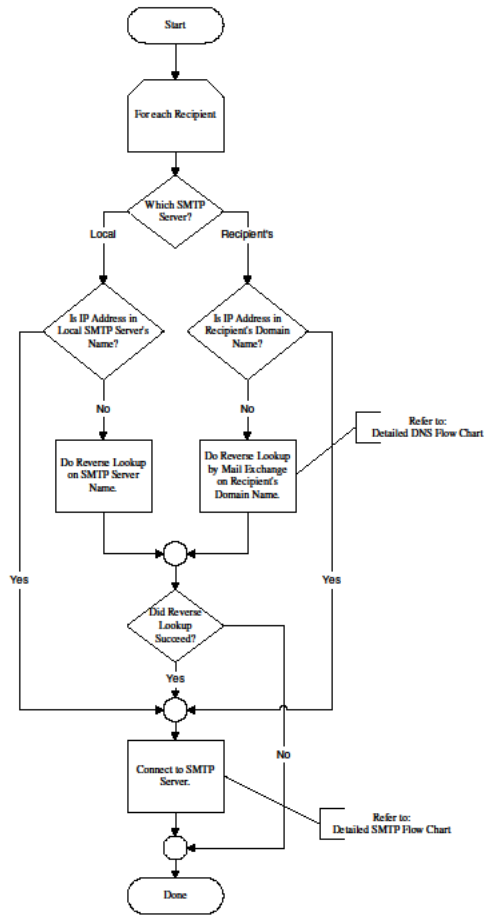 Start
For each Recipient
Which SMTP
Server?
Local
Recipient's
Is IP Address in
Local SMTP Server's
Name?
Is IP Address in
Recipient's Domain
Name?
No
No
Refer to:
Detailed DNS Flow Chart
Do Reverse Lookup
on SMTP Server
Name.
Do Reverse Lookup
by Mail Exchange
on Recipient's
Domain Name.
Yes
Yes
Did Reverse
Lookup
Succeed?
Yes
No
Connect to SMTP
Server.
Refer to:
Detailed SMTP Flow Chart
Done